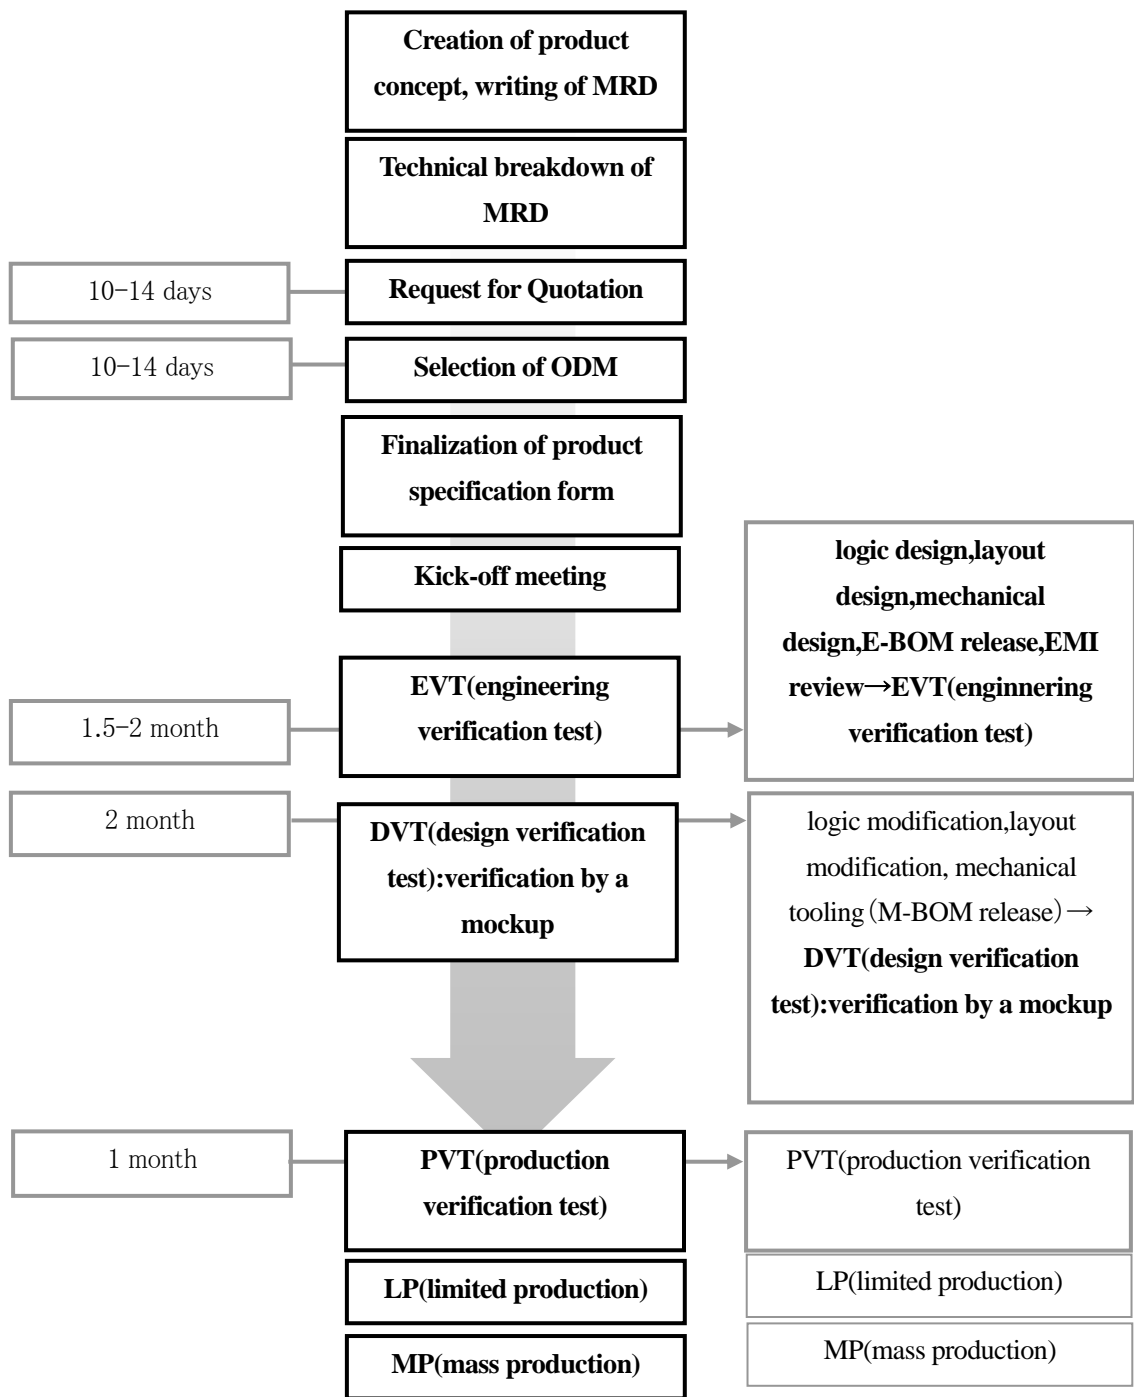 Creation of product
concept, writing of MRD
Technical breakdown of
MRD
10-14 days
Request for Quotation
10-14 days
Selection of ODM
Finalization of product
specification form
Kick-off meeting
logic design,layout
design,mechanical
design,E-BOM release,EMI
review→EVT(enginnering
verification test)
1.5-2 month
EVT(engineering
verification test)
2 month
DVT(design verification
test):verification by a
mockup
logic modification,layout
modification, mechanical
tooling（M-BOM release）→
DVT(design verification
test):verification by a mockup
1 month
PVT(production
verification test)
PVT(production verification
test)
LP(limited production)
LP(limited production)
MP(mass production)
MP(mass production)